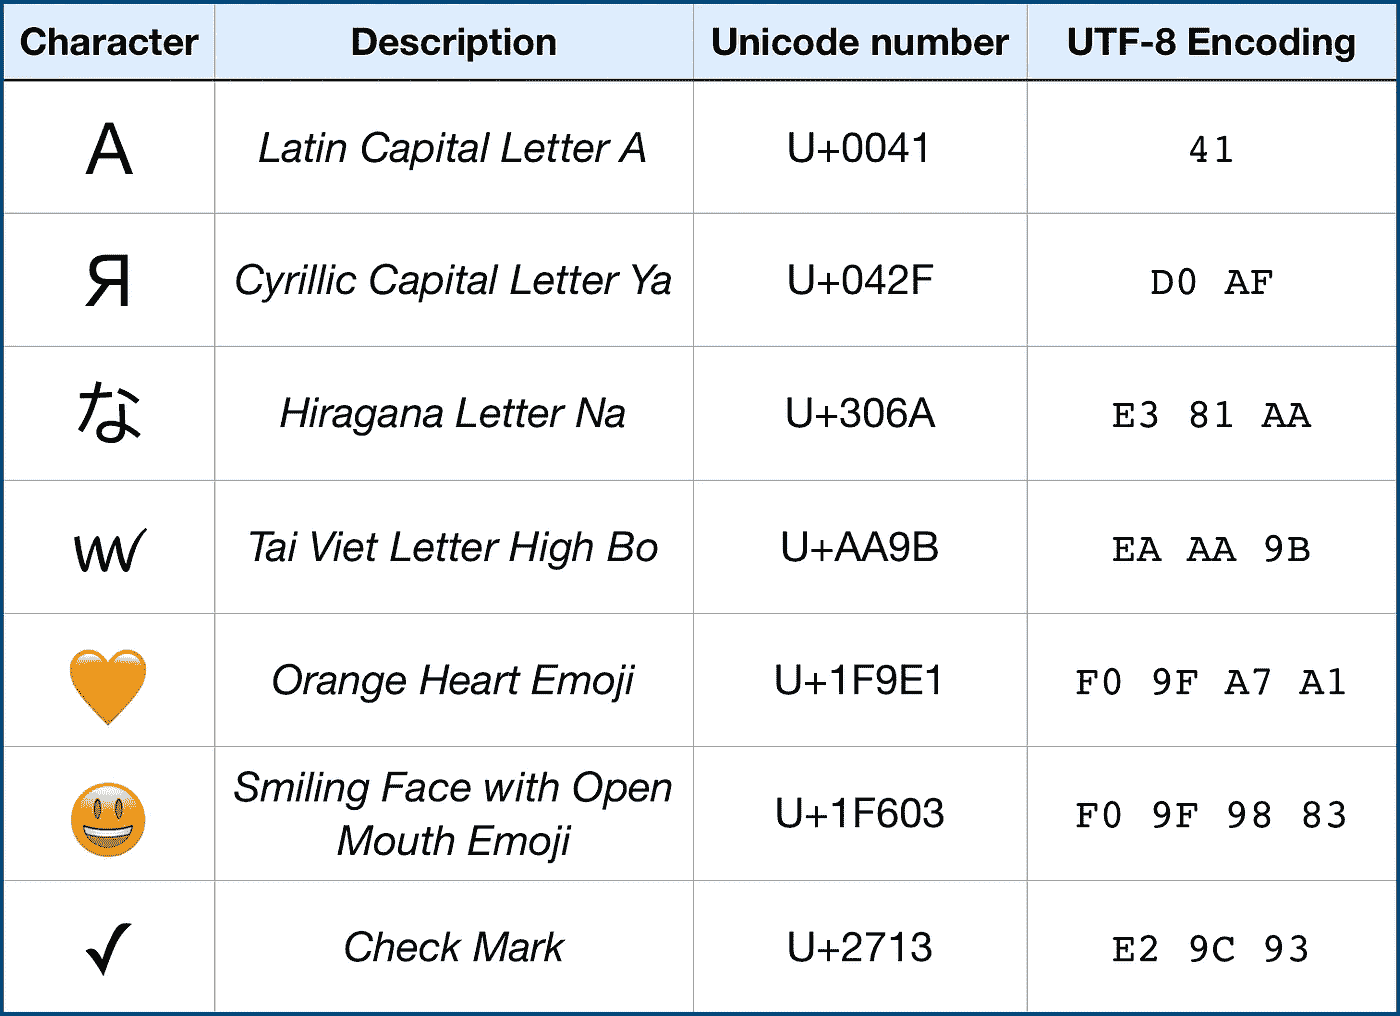 Character Description Unicode number UTF-8 Encoding
A Latin Capital Letter A U+0041 41
Я Cyrillic Capital Letter Ya U+042F D0 AF
な Hiragana Letter Na U+306A E3 81 AA
ꪛ Tai Viet Letter High Bo U+AA9B EA AA 9B
🧡 Orange Heart Emoji U+1F9E1 F0 9F A7 A1
😃 Smiling Face with Open
Mouth Emoji U+1F603 F0 9F 98 83
✓ Check Mark U+2713 E2 9C 93